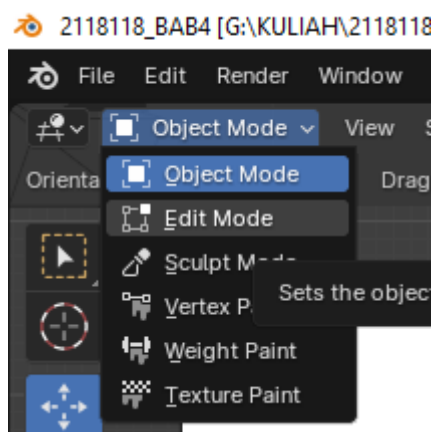 2118118_BAB4 [G:\KULIAH\2118118
File Edit Render Window
Object Mode View
Orienta Drag
Object Mode
Edit Mode
Sculpt
Sets the object
Vertex
Weight Paint
Texture Paint